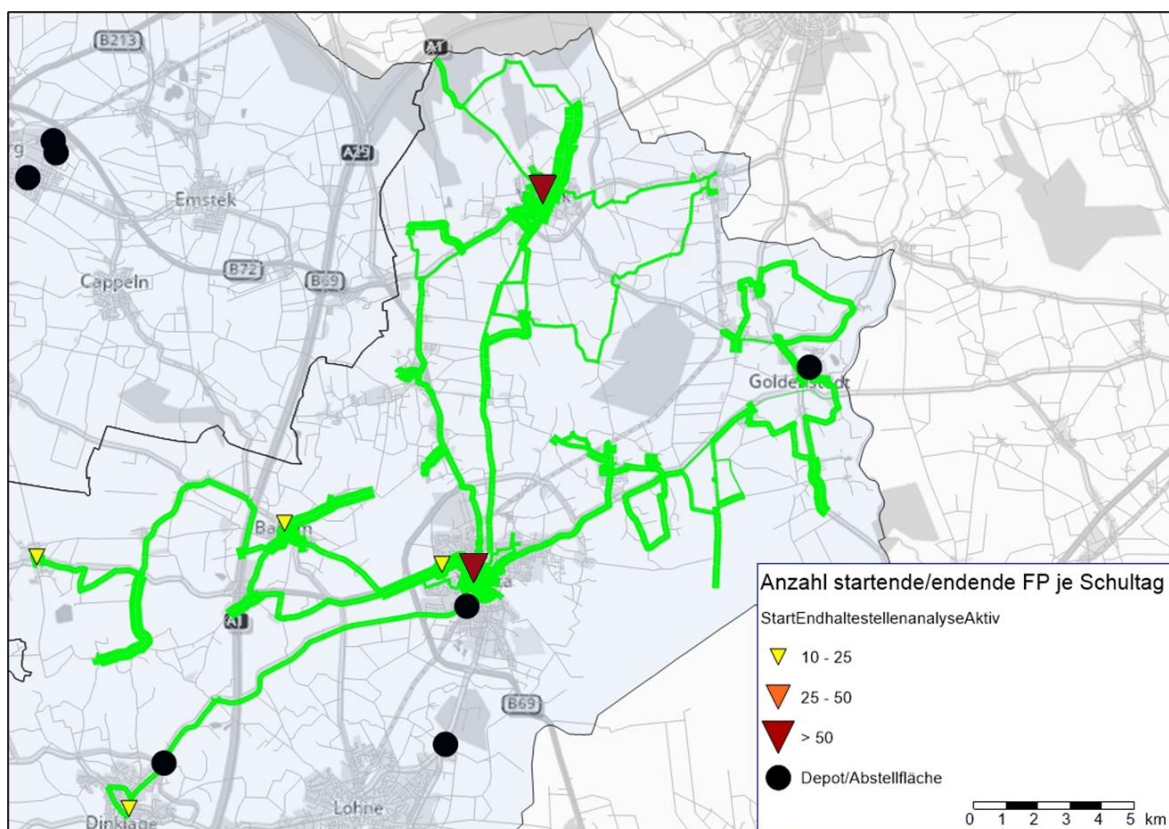 B213
A1
A29
Emstek
B72
Cappeln
B69
Goldenstedt
A1
B69
Lohne
Dinklage
Anzahl startende/endende FP je Schultag
StartEndhaltestellenanalyseAktiv
10 - 25
25 - 50
> 50
Depot/Abstellfläche
0 1 2 3 4 5 km